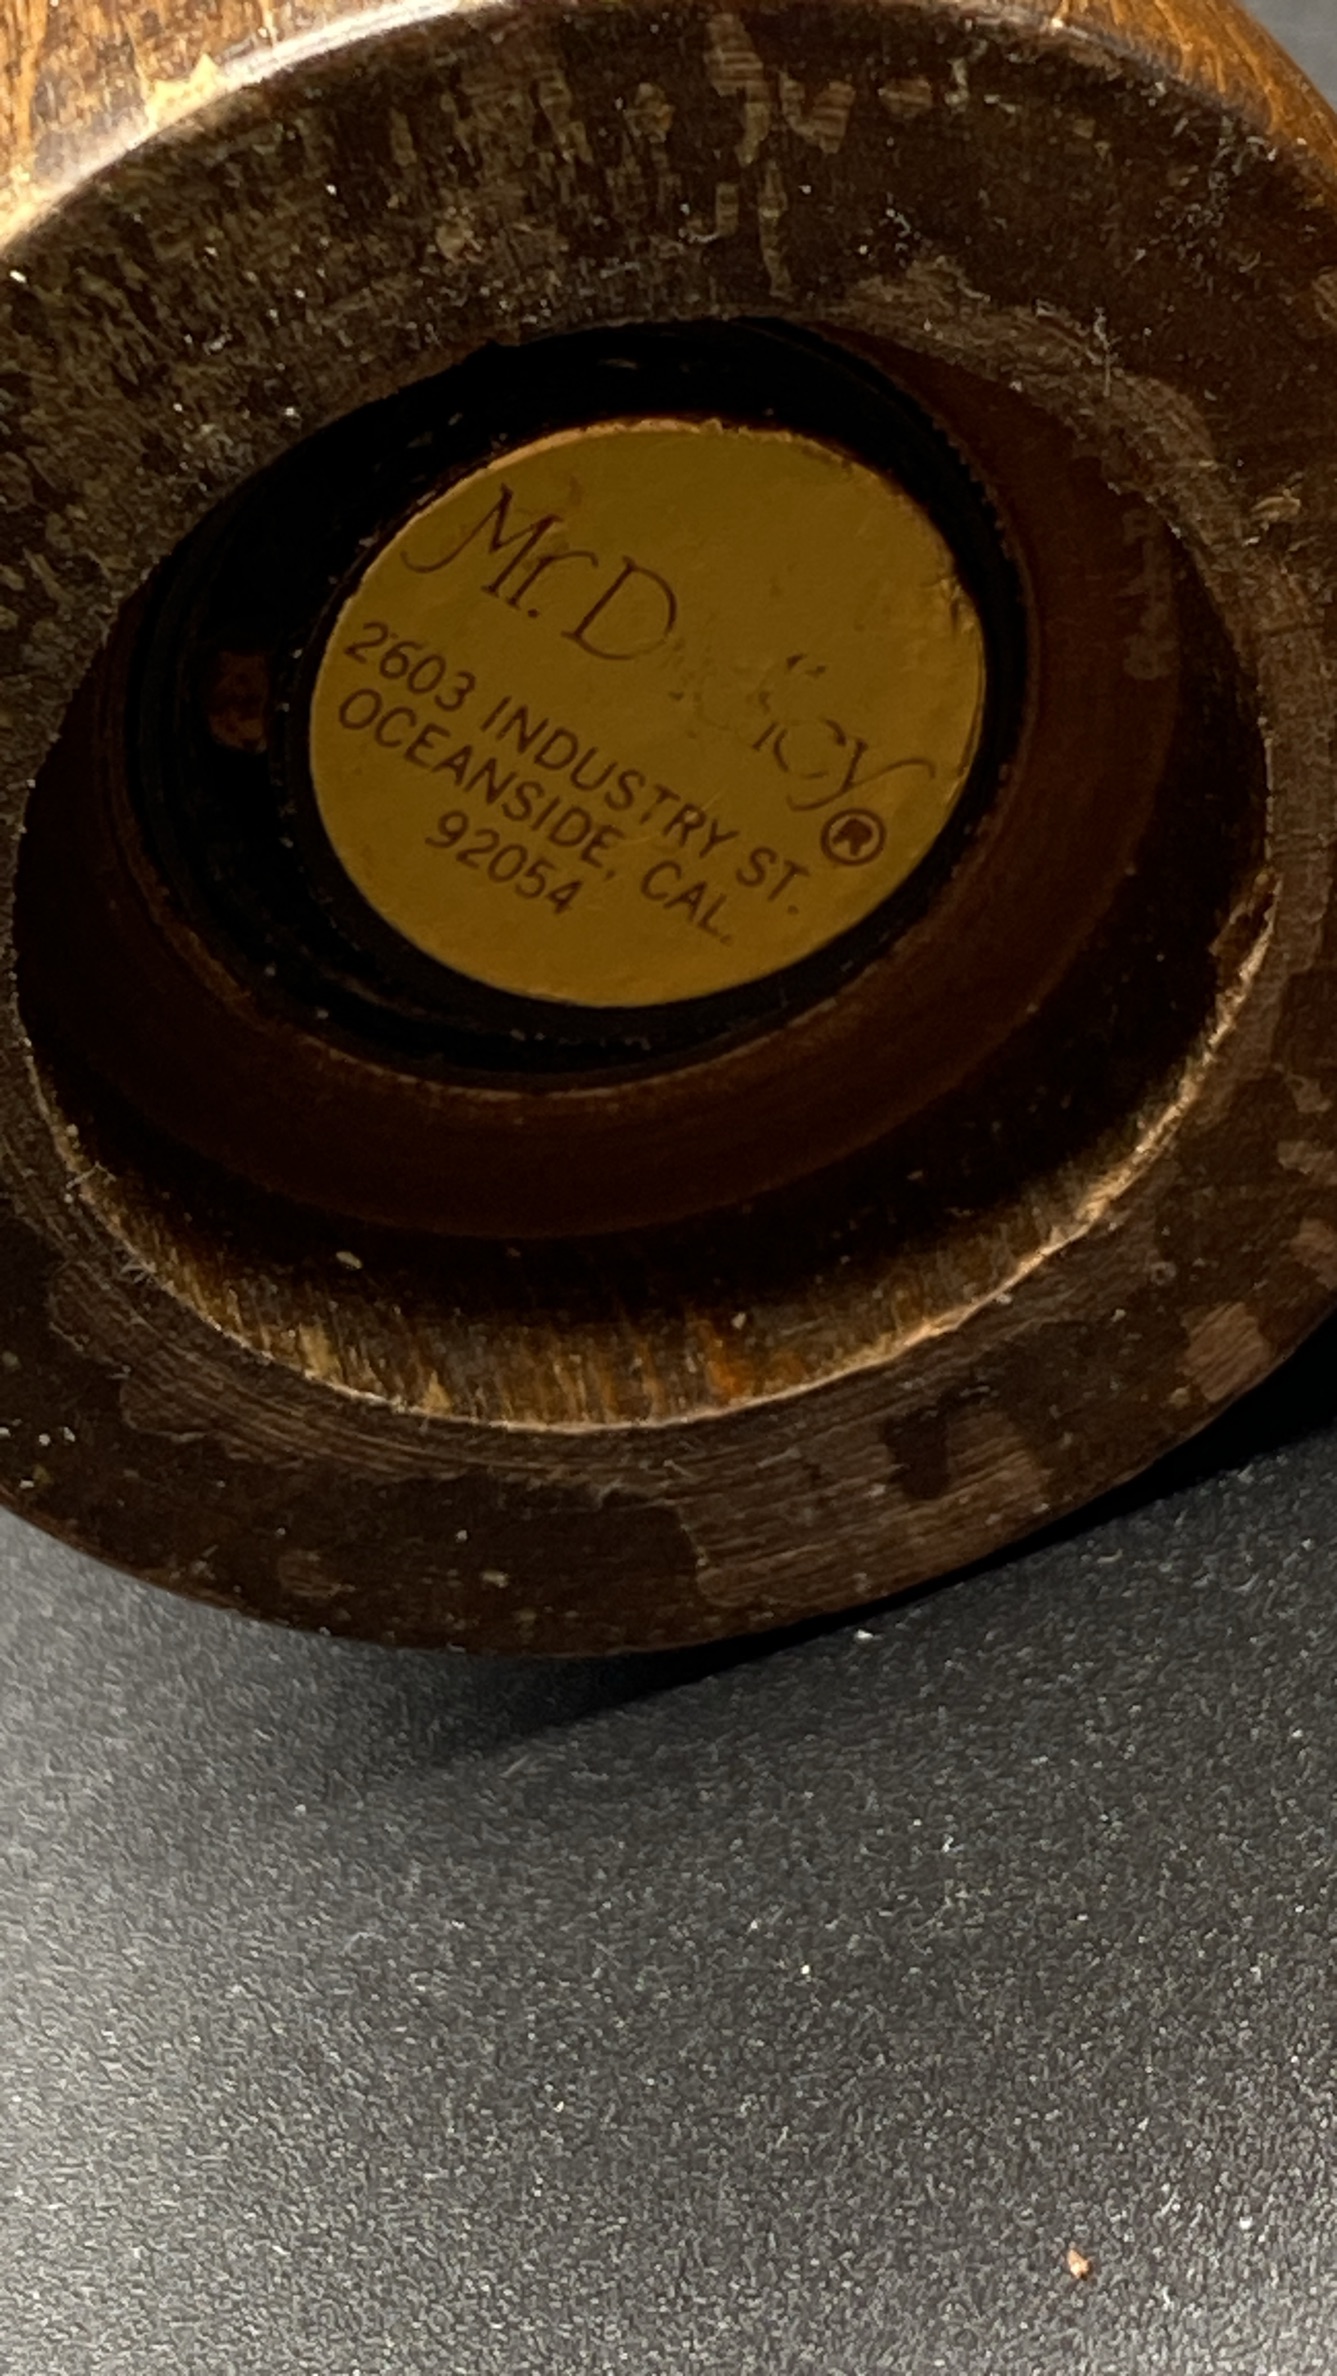 Mr. D
2603 INDUSTRY ST.
OCEANSIDE, CAL.
92054